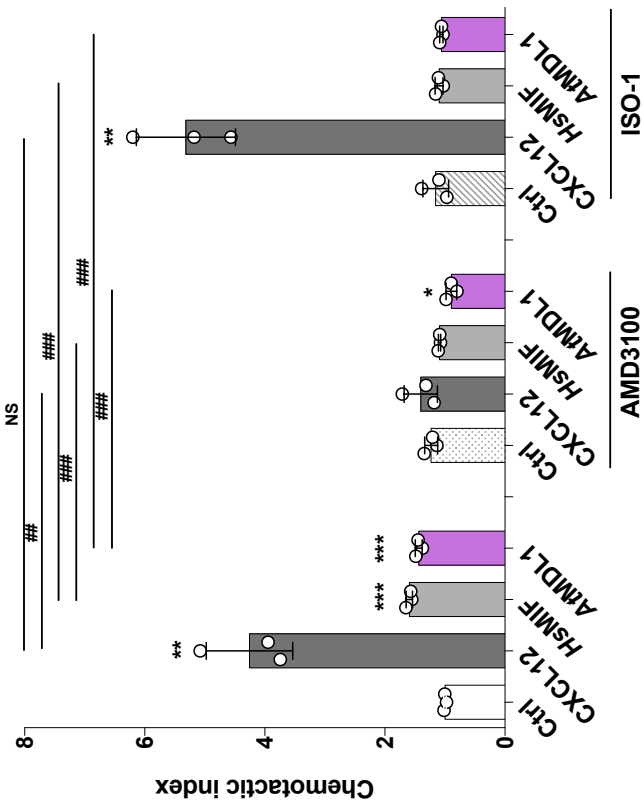 NS
##
###
###
###
###
**
***
***
*
**
Chemotactic index
8
6
4
2
0
Ctrl
CXCL12
HsMIF
AtMDL1
Ctrl
CXCL12
HsMIF
AtMDL1
Ctrl
CXCL12
HsMIF
AtMDL1
AMD3100
ISO-1